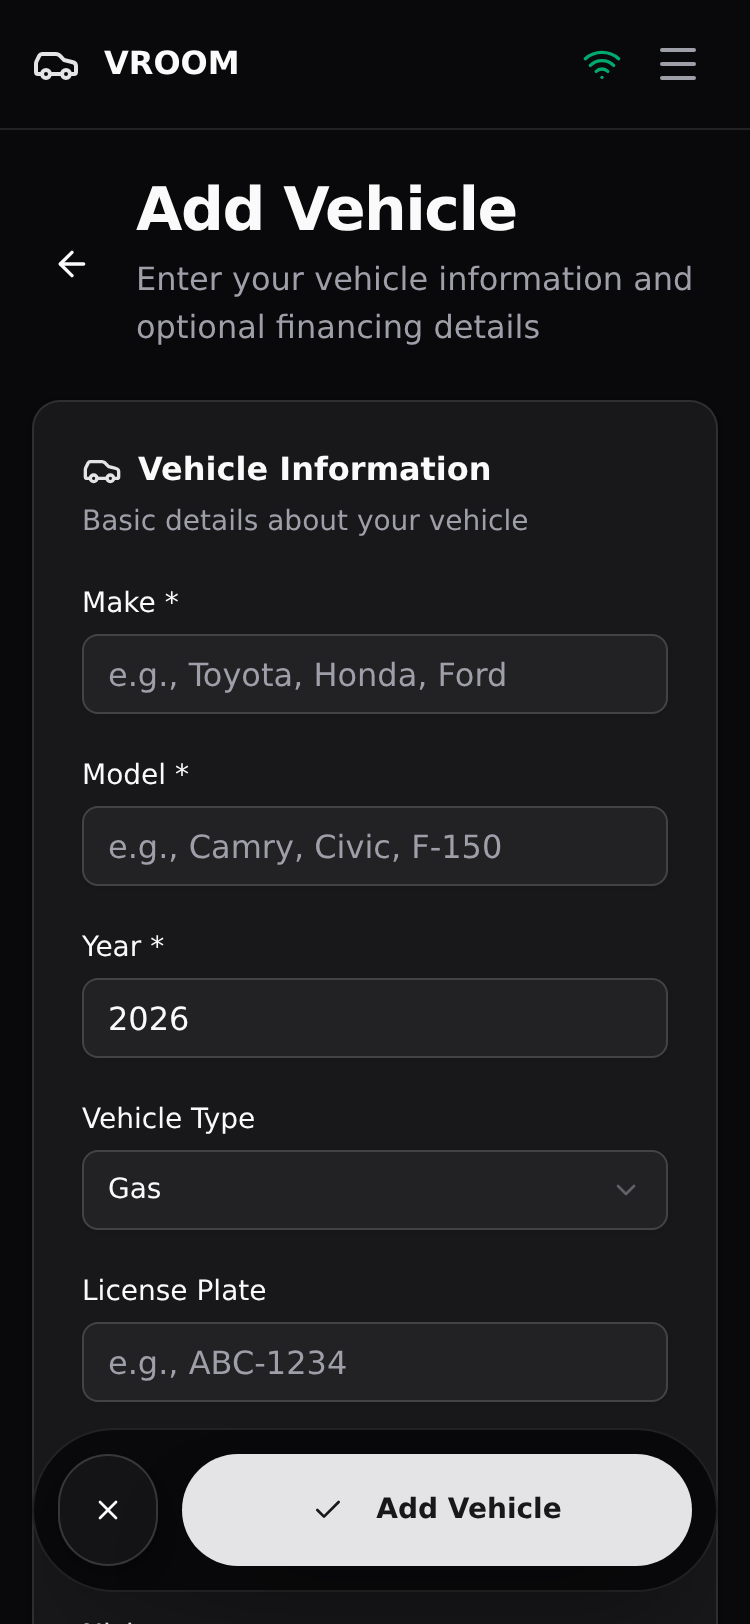 VROOM
Add Vehicle
Enter your vehicle information and
optional financing details
Vehicle Information
Basic details about your vehicle
Make *
e.g., Toyota, Honda, Ford
Model *
e.g., Camry, Civic, F-150
Year *
2026
Vehicle Type
Gas
License Plate
e.g., ABC-1234
Add Vehicle